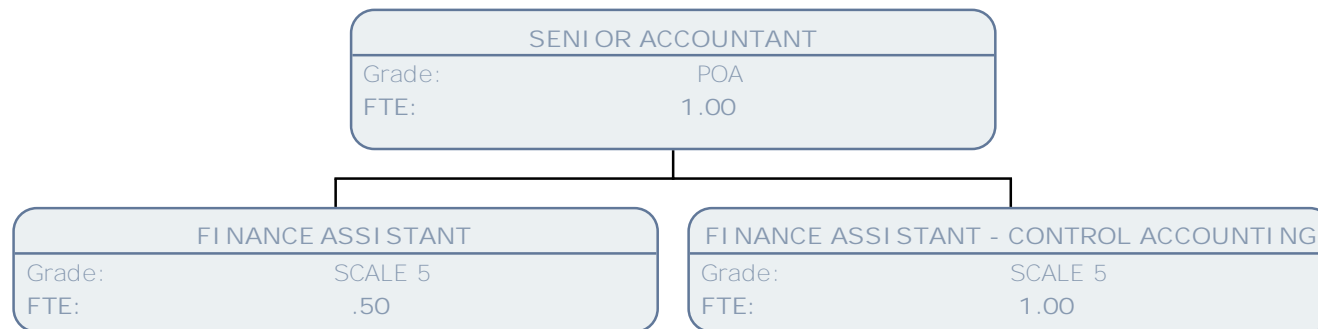 SENIOR ACCOUNTANT
Grade: POA
FTE: 1.00
FINANCE ASSISTANT
Grade: SCALE 5
FTE: .50
FINANCE ASSISTANT - CONTROL ACCOUNTING
Grade: SCALE 5
FTE: 1.00